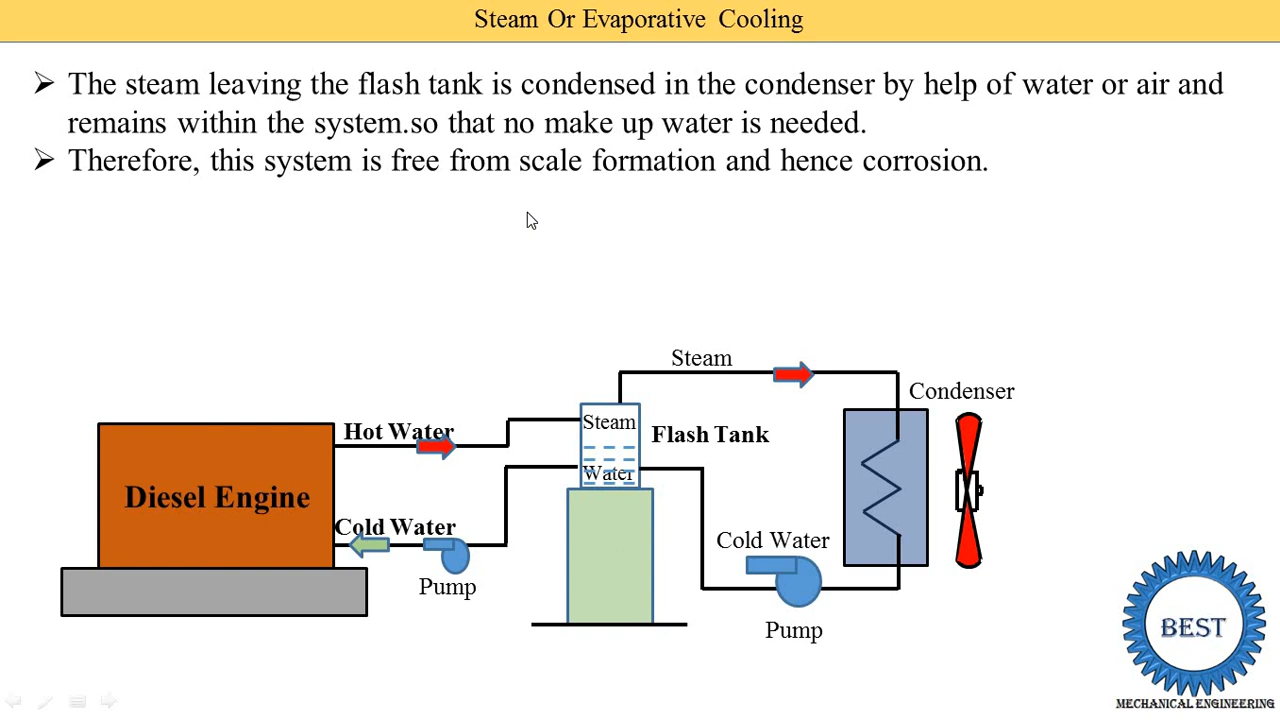 Steam Or Evaporative Cooling
The steam leaving the flash tank is condensed in the condenser by help of water or air and
remains within the system.so that no make up water is needed.
Therefore, this system is free from scale formation and hence corrosion.
Steam
Condenser
Hot Water
Steam
Flash Tank
Water
Diesel Engine
Cold Water
Cold Water
Pump
Pump
BEST
MECHANICAL ENGINEERING